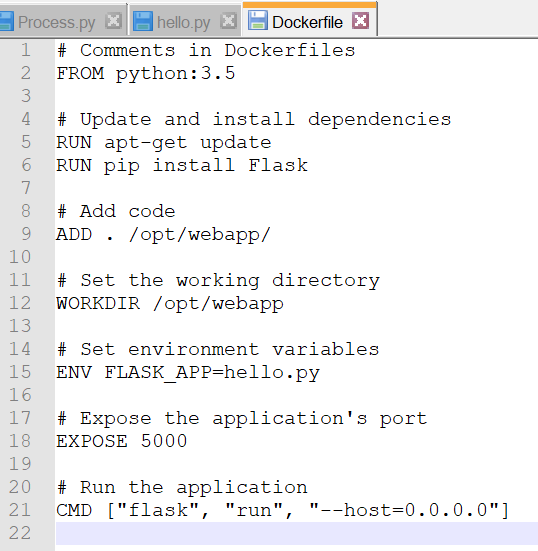 Process.py hello.py Dockerfile
1 # Comments in Dockerfiles
2 FROM python:3.5
3
4 # Update and install dependencies
5 RUN apt-get update
6 RUN pip install Flask
7
8 # Add code
9 ADD . /opt/webapp/
10
11 # Set the working directory
12 WORKDIR /opt/webapp
13
14 # Set environment variables
15 ENV FLASK_APP=hello.py
16
17 # Expose the application's port
18 EXPOSE 5000
19
20 # Run the application
21 CMD ["flask", "run", "--host=0.0.0.0"]
22